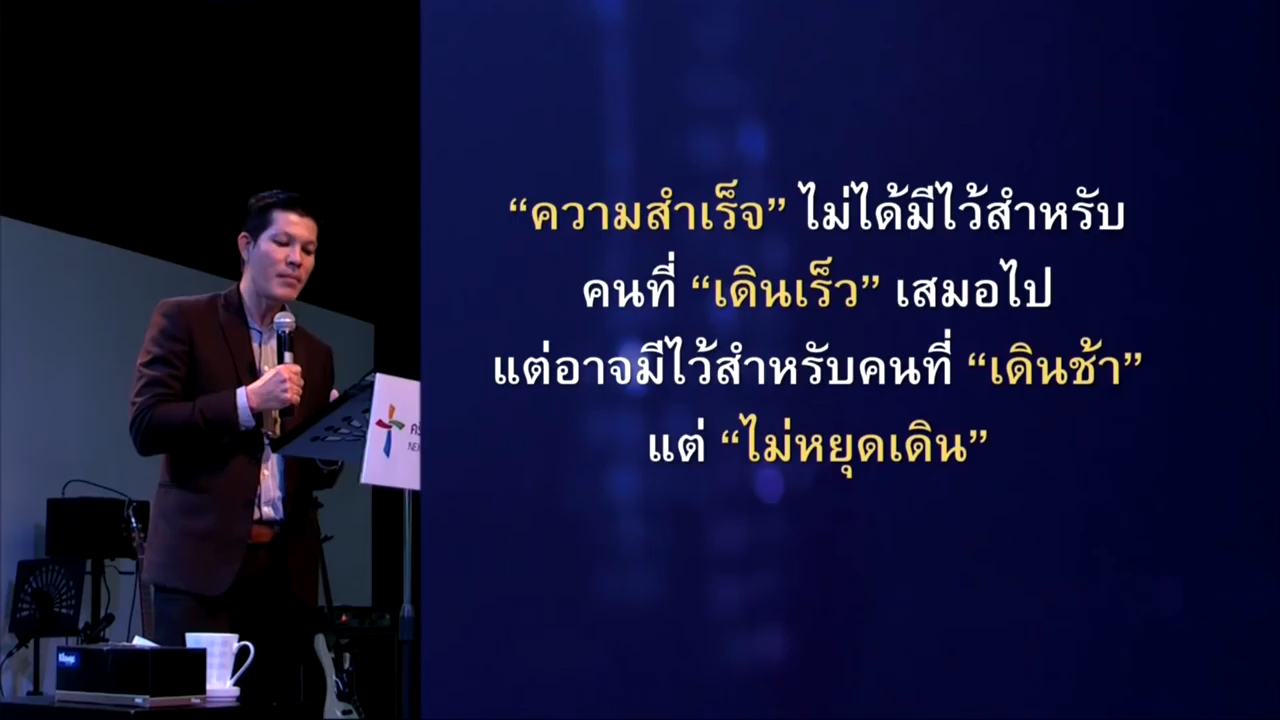 “ความสำเร็จ” ไม่ได้มีไว้สำหรับ
คนที่ “เดินเร็ว” เสมอไป
แต่อาจมีไว้สำหรับคนที่ “เดินช้า”
แต่ “ไม่หยุดเดิน”